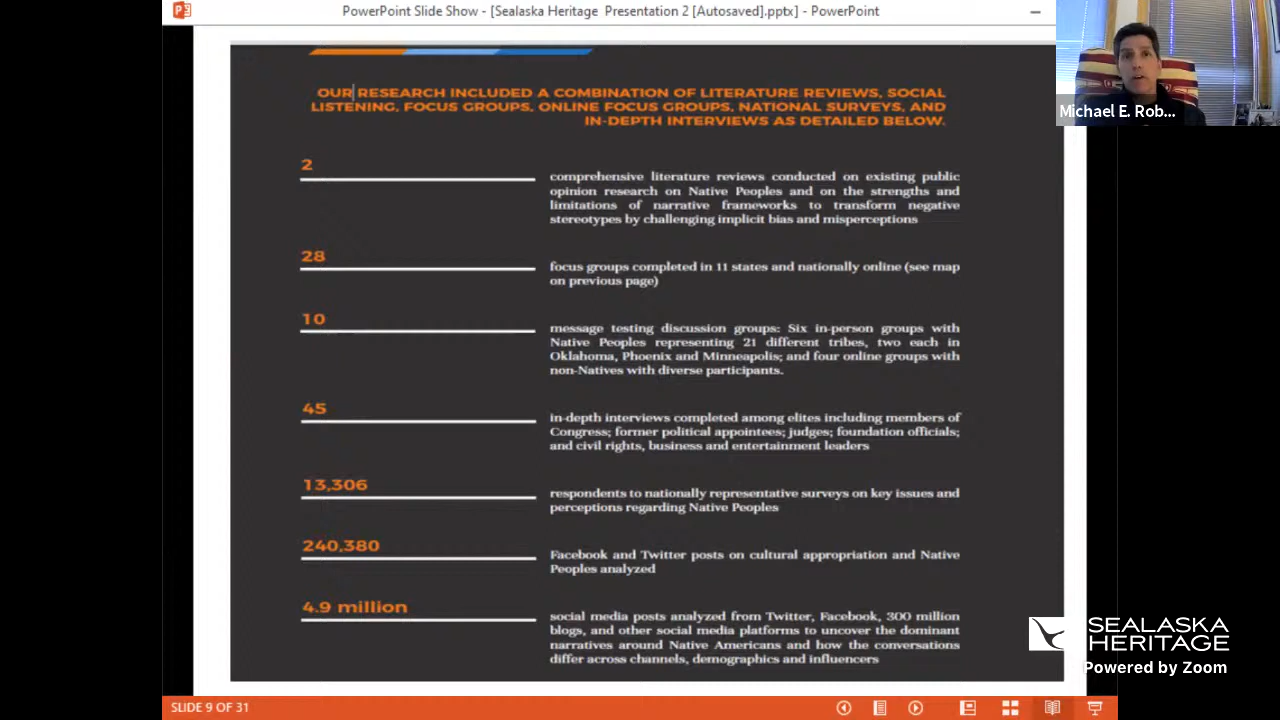 PowerPoint Slide Show - [Sealaska Heritage  Presentation 2 [Autosaved].pptx] - PowerPoint
Michael E. Rob...
OUR RESEARCH INCLUDED A COMBINATION OF LITERATURE REVIEWS, SOCIAL
LISTENING, FOCUS GROUPS, ONLINE FOCUS GROUPS, NATIONAL SURVEYS, AND
IN-DEPTH INTERVIEWS AS DETAILED BELOW.
2
comprehensive literature reviews conducted on existing public
opinion research on Native Peoples and on the strengths and
limitations of narrative frameworks to transform negative
stereotypes by challenging implicit bias and misperceptions
28
focus groups completed in 11 states and nationally online (see map
on previous page)
10
message testing discussion groups: Six in-person groups with
Native Peoples representing 21 different tribes, two each in
Oklahoma, Phoenix and Minneapolis; and four online groups with
non-Natives with diverse participants.
45
in-depth interviews completed among elites including members of
Congress; former political appointees; judges; foundation officials;
and civil rights, business and entertainment leaders
13,306
respondents to nationally representative surveys on key issues and
perceptions regarding Native Peoples
240,380
Facebook and Twitter posts on cultural appropriation and Native
Peoples analyzed
4.9 million
social media posts analyzed from Twitter, Facebook, 300 million
blogs, and other social media platforms to uncover the dominant
narratives around Native Americans and how the conversations
differ across channels, demographics and influencers
SEALASKA
HERITAGE
Powered by Zoom
SLIDE 9 OF 31